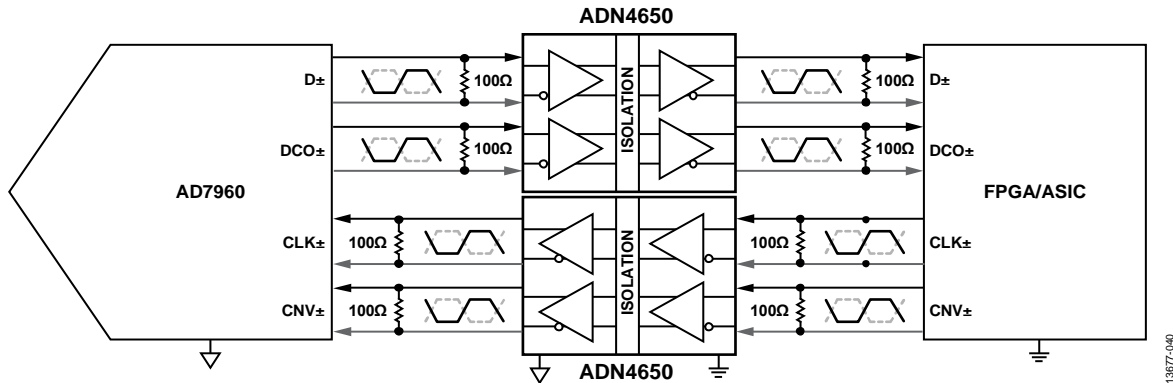 ADN4650
D± 100Ω 100Ω D±
ISOLATION
DCO± 100Ω 100Ω DCO±
AD7960 FPGA/ASIC
CLK± 100Ω 100Ω CLK±
ISOLATION
CNV± 100Ω 100Ω CNV±
ADN4650
13677-040